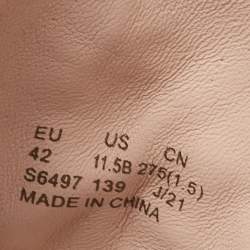 EU US CN
42 11.5B 275(1.5)
S6497 139 J/21
MADE IN CHINA